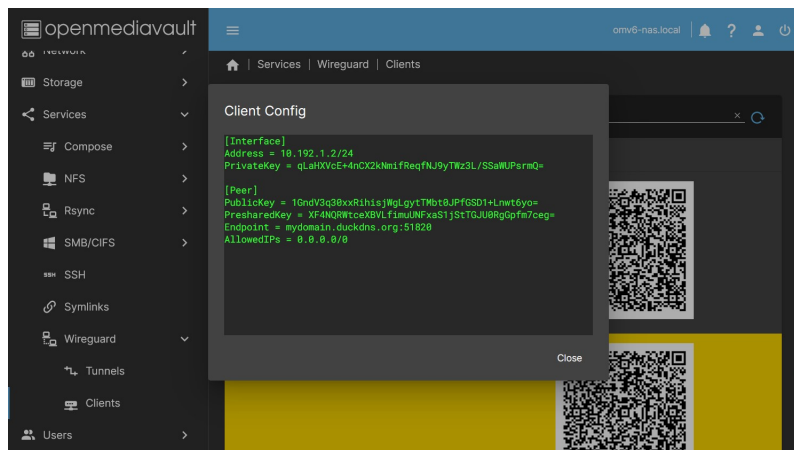 openmediavault
omv6-nas.local
Network
| Services | Wireguard | Clients
Storage
Services
Compose
NFS
Rsync
SMB/CIFS
SSH SSH
Symlinks
Wireguard
Tunnels
Clients
Users
Client Config
[Interface]
Address = 10.192.1.2/24
PrivateKey = qLaHXVcE+4nCX2kNmifReqfNJ9yTWz3L/SSaWUPsrmQ=
[Peer]
PublicKey = 1GndV3q30xxRihisjWgLgytTMbt0JPfGSD1+Lnwt6yo=
PresharedKey = XF4NQRWtceXBVLfimuUNFxaS1jStTGJU0RgGpfm7ceg=
Endpoint = mydomain.duckdns.org:51820
AllowedIPs = 0.0.0.0/0
Close